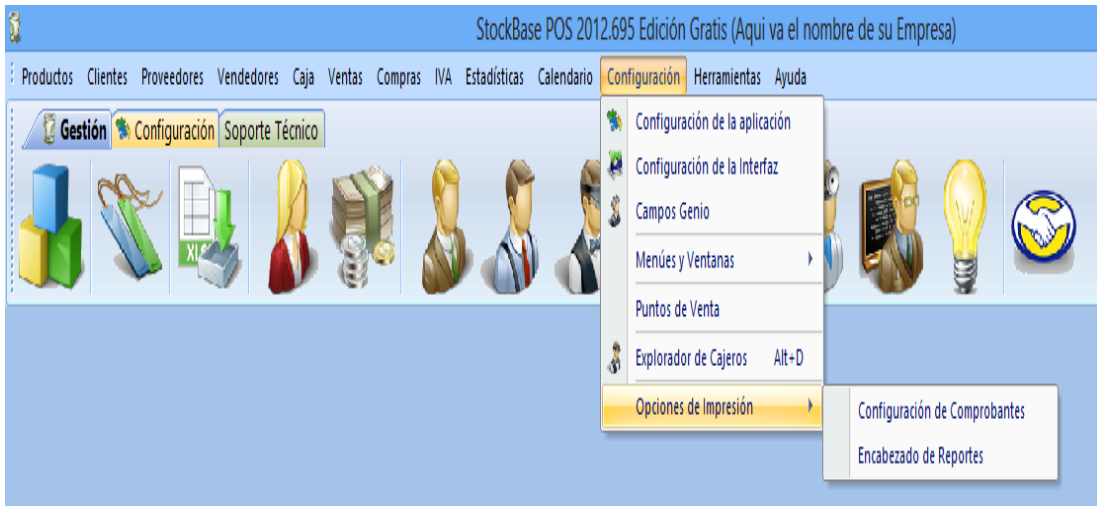 StockBase POS 2012.695 Edición Gratis (Aqui va el nombre de su Empresa)
Productos Clientes Proveedores Vendedores Caja Ventas Compras IVA Estadísticas Calendario Configuración Herramientas Ayuda
Gestión Configuración Soporte Técnico
Configuración de la aplicación
Configuración de la Interfaz
Campos Genio
Menúes y Ventanas
Puntos de Venta
Explorador de Cajeros Alt+D
Opciones de Impresión
Configuración de Comprobantes
Encabezado de Reportes